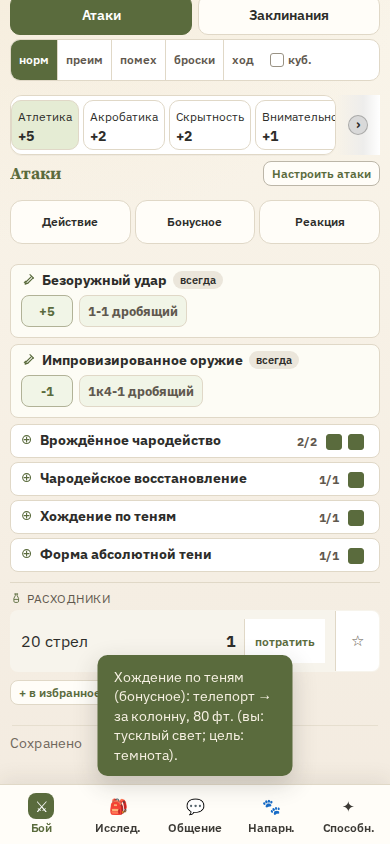 Атаки
Заклинания
норм преим помех броски ход куб.
Атлетика Акробатика Скрытность
+5 +2 +2 +1
Атаки
Настроить атаки
Действие Бонусное Реакция
Безоружный удар всегда
+5 1-1 дробящий
Импровизированное оружие всегда
-1 1к4-1 дробящий
Врождённое чародейство 2/2
Чародейское восстановление 1/1
Хождение по теням 1/1
Форма абсолютной тени 1/1
РАСХОДНИКИ
20 стрел 1 потратить
+ в избранное
Хождение по теням
(бонусное): телепорт →
за колонну, 80 фт. (вы:
тусклый свет; цель:
темнота).
Сохранено
Бой Исслед. Общение Напарн. Способн.